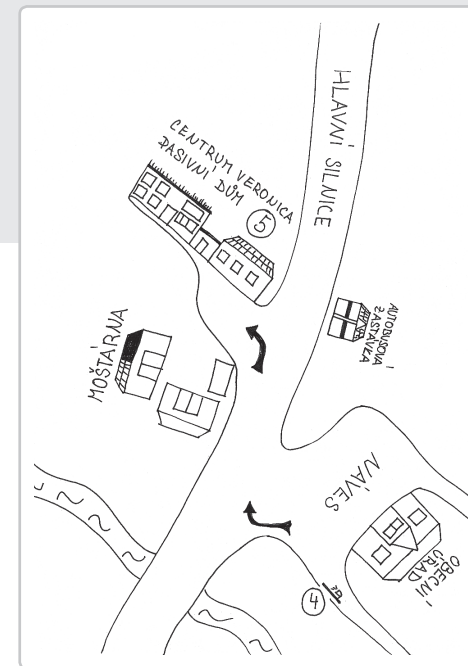 HLAVNÍ SILNICE
CENTRUM VERONICA
PASIVNÍ DŮM
5
AUTOBUSOVÁ
ZASTÁVKA
MOŠTÁRNA
NÁVES
OBECNÍ
ÚŘAD
4